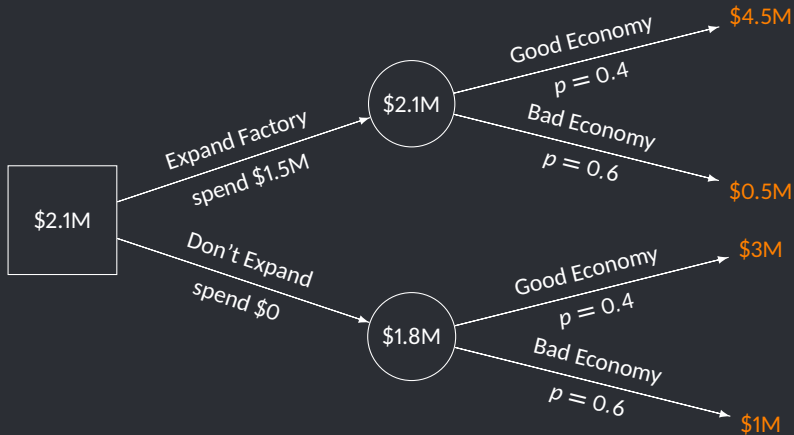 $2.1M
Expand Factory
spend $1.5M
$2.1M
Good Economy
p = 0.4
$4.5M
Bad Economy
p = 0.6
$0.5M
Don't Expand
spend $0
$1.8M
Good Economy
p = 0.4
$3M
Bad Economy
p = 0.6
$1M